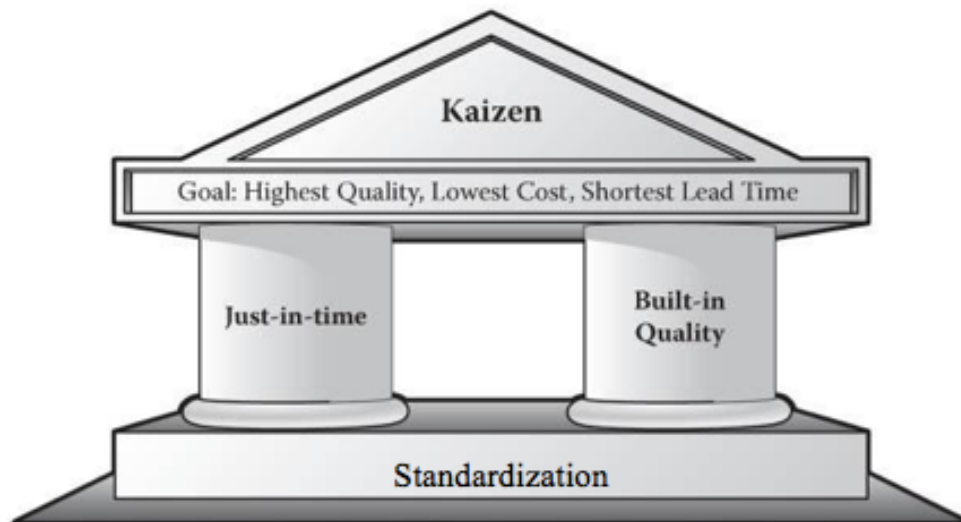 Kaizen
Goal: Highest Quality, Lowest Cost, Shortest Lead Time
Just-in-time
Built-in
Quality
Standardization